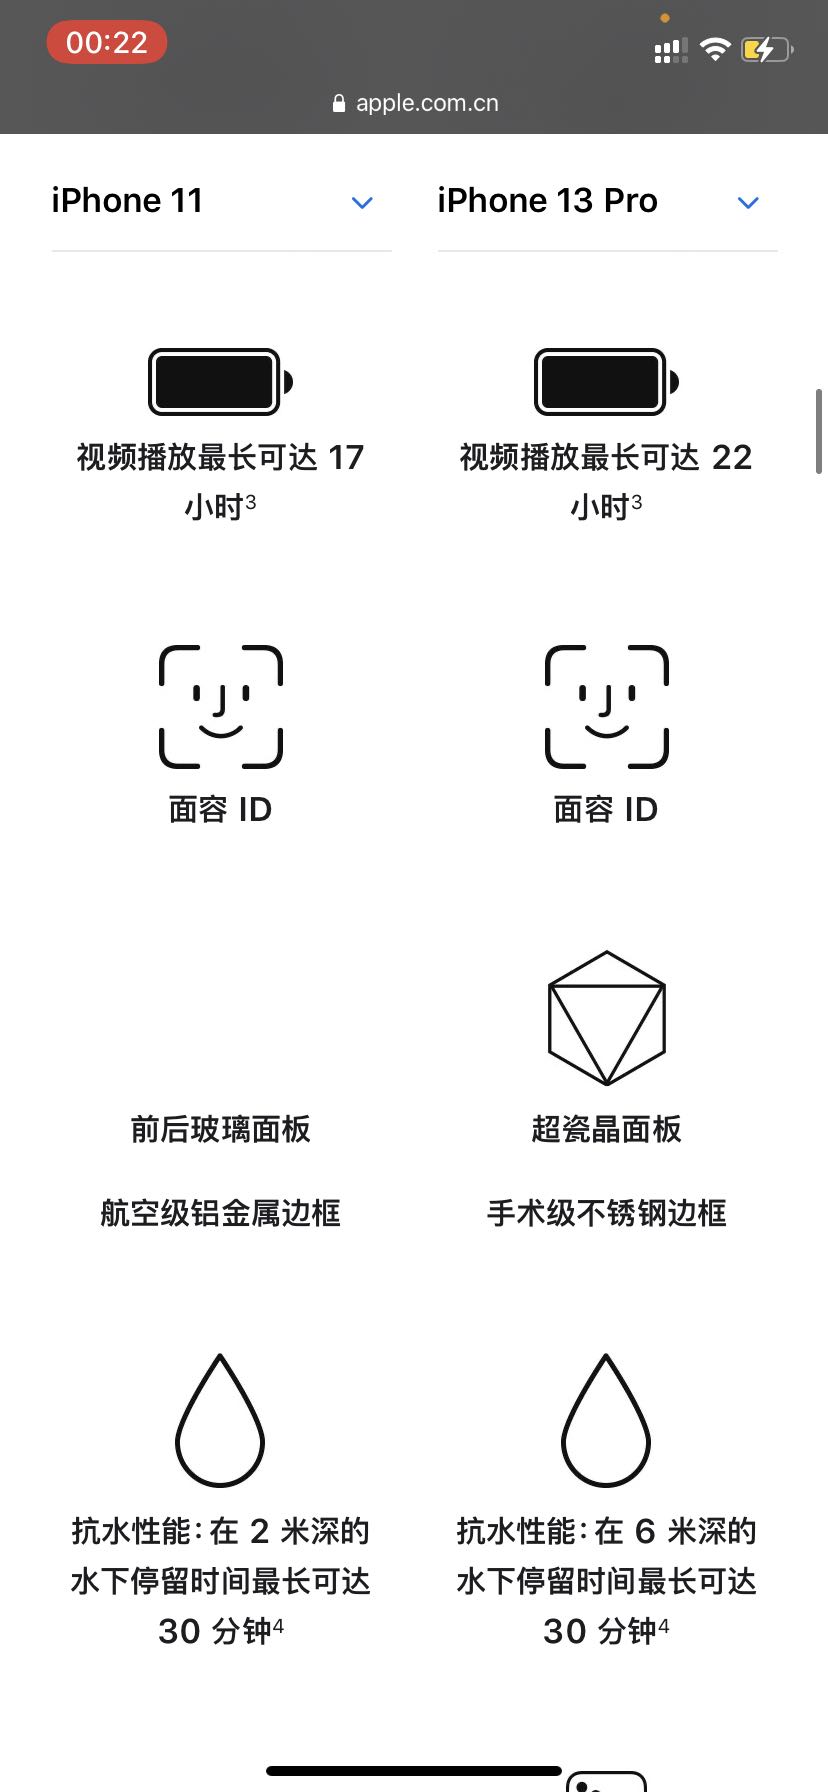 00:22
apple.com.cn
iPhone 11
iPhone 13 Pro
视频播放最长可达 17
小时3
视频播放最长可达 22
小时3
面容 ID
面容 ID
前后玻璃面板
超瓷晶面板
航空级铝金属边框
手术级不锈钢边框
抗水性能：在 2 米深的
水下停留时间最长可达
30 分钟4
抗水性能：在 6 米深的
水下停留时间最长可达
30 分钟4